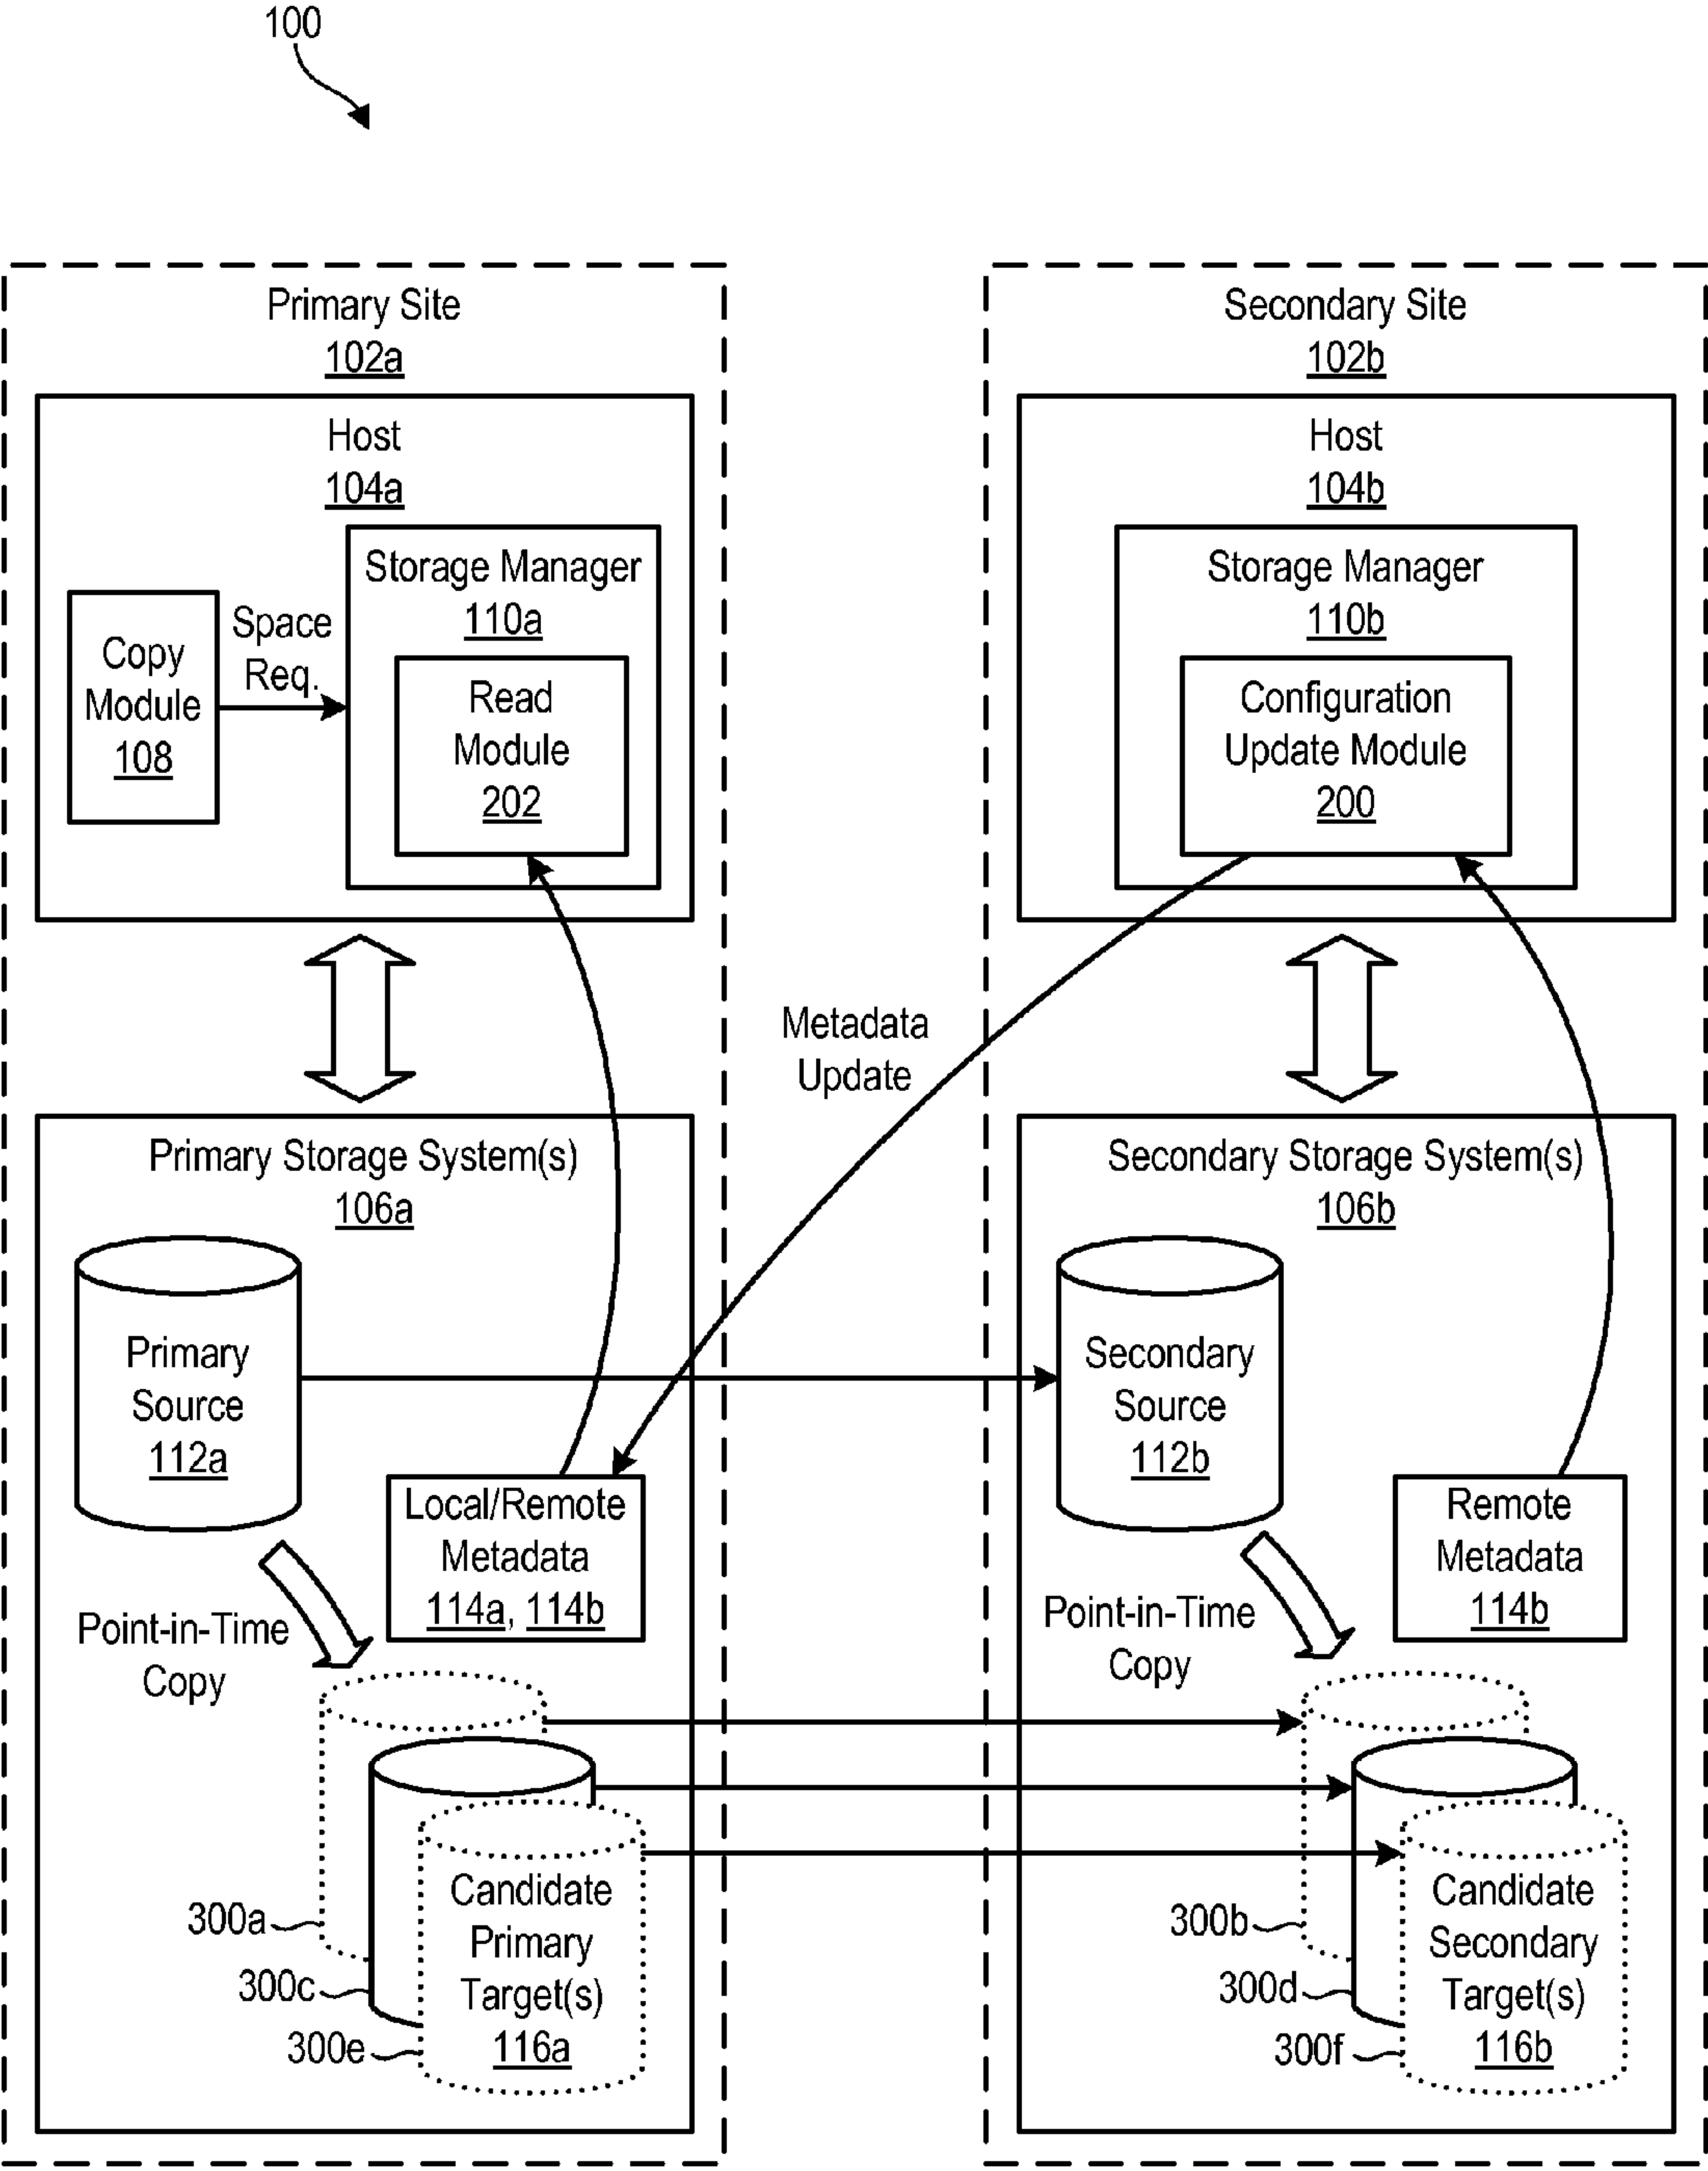 100
Primary Site
102a
Host
104a
Storage Manager
110a
Copy
Module
108
Space
Req.
Read
Module
202
Secondary Site
102b
Host
104b
Storage Manager
110b
Configuration
Update Module
200
Metadata
Update
Primary Storage System(s)
106a
Primary
Source
112a
Local/Remote
Metadata
114a, 114b
Point-in-Time
Copy
300a
300c
300e
Candidate
Primary
Target(s)
116a
Secondary Storage System(s)
106b
Secondary
Source
112b
Remote
Metadata
114b
Point-in-Time
Copy
300b
300d
300f
Candidate
Secondary
Target(s)
116b